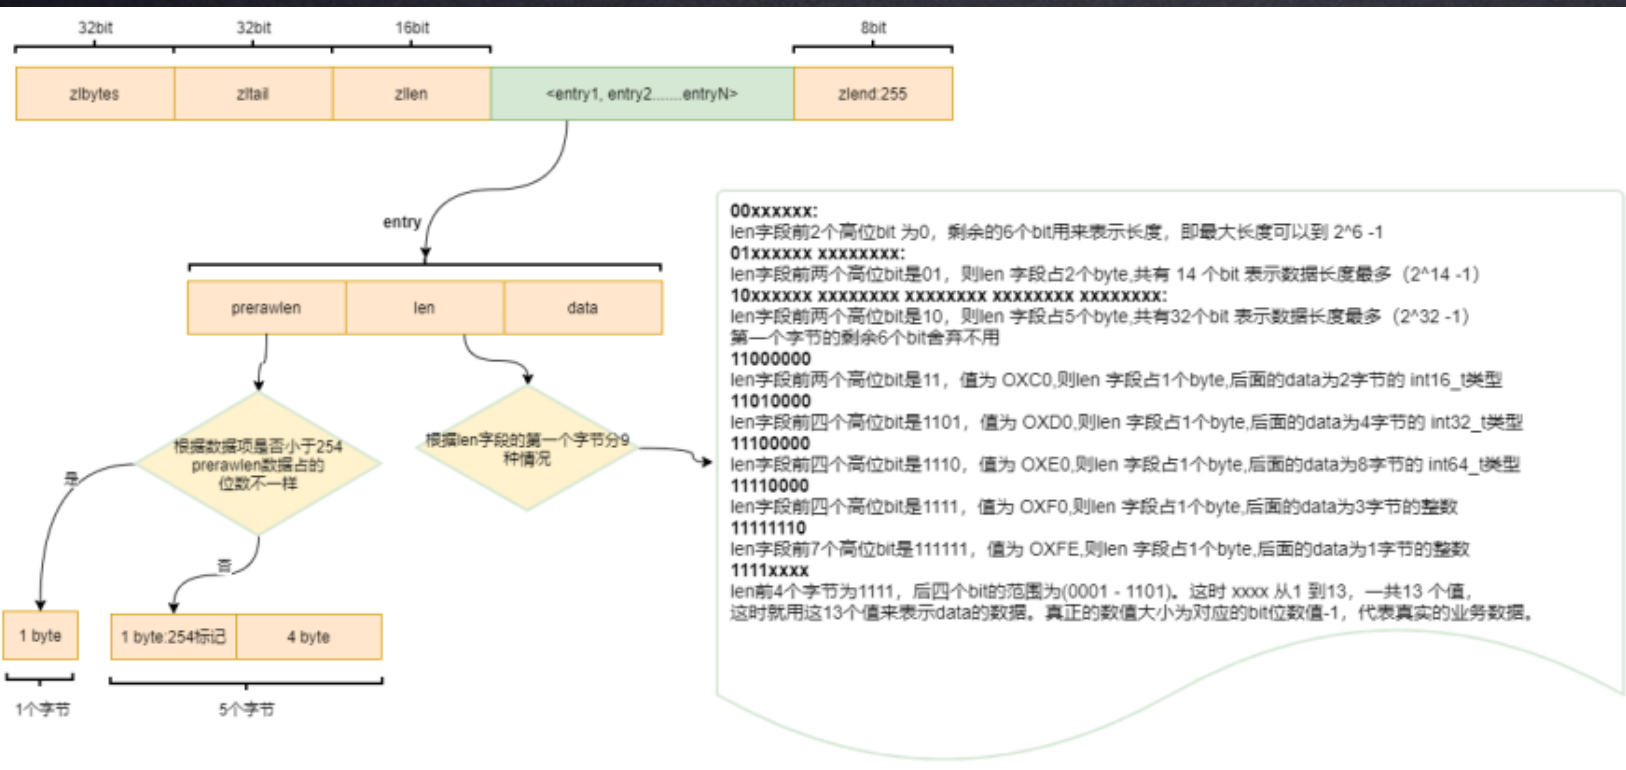 32bit
32bit
16bit
8bit
zlbytes
zltail
zllen
<entry1, entry2.......entryN>
zlend:255
entry
prerawlen
len
data
根据数据项是否小于254
prerawlen数据占的
位数不一样
根据len字段的第一个字节分9
种情况
是
否
1 byte
1 byte:254标记
4 byte
1个字节
5个字节
00xxxxxx:
len字段前2个高位bit 为0，剩余的6个bit用来表示长度，即最大长度可以到 2^6 -1
01xxxxxx xxxxxxxx:
len字段前两个高位bit是01，则len 字段占2个byte,共有 14 个bit 表示数据长度最多（2^14 -1）
10xxxxxx xxxxxxxx xxxxxxxx xxxxxxxx xxxxxxxx:
len字段前两个高位bit是10，则len 字段占5个byte,共有32个bit 表示数据长度最多（2^32 -1）
第一个字节的剩余6个bit舍弃不用
11000000
len字段前两个高位bit是11，值为 OXC0,则len 字段占1个byte,后面的data为2字节的 int16_t类型
11010000
len字段前四个高位bit是1101，值为 OXD0,则len 字段占1个byte,后面的data为4字节的 int32_t类型
11100000
len字段前四个高位bit是1110，值为 OXE0,则len 字段占1个byte,后面的data为8字节的 int64_t类型
11110000
len字段前四个高位bit是1111，值为 OXF0,则len 字段占1个byte,后面的data为3字节的整数
11111110
len字段前7个高位bit是111111，值为 OXFE,则len 字段占1个byte,后面的data为1字节的整数
1111xxxx
len前4个字节为1111，后四个bit的范围为(0001 - 1101)。这时 xxxx 从1 到13，一共13 个值，
这时就用这13个值来表示data的数据。真正的数值大小为对应的bit位数值-1，代表真实的业务数据。